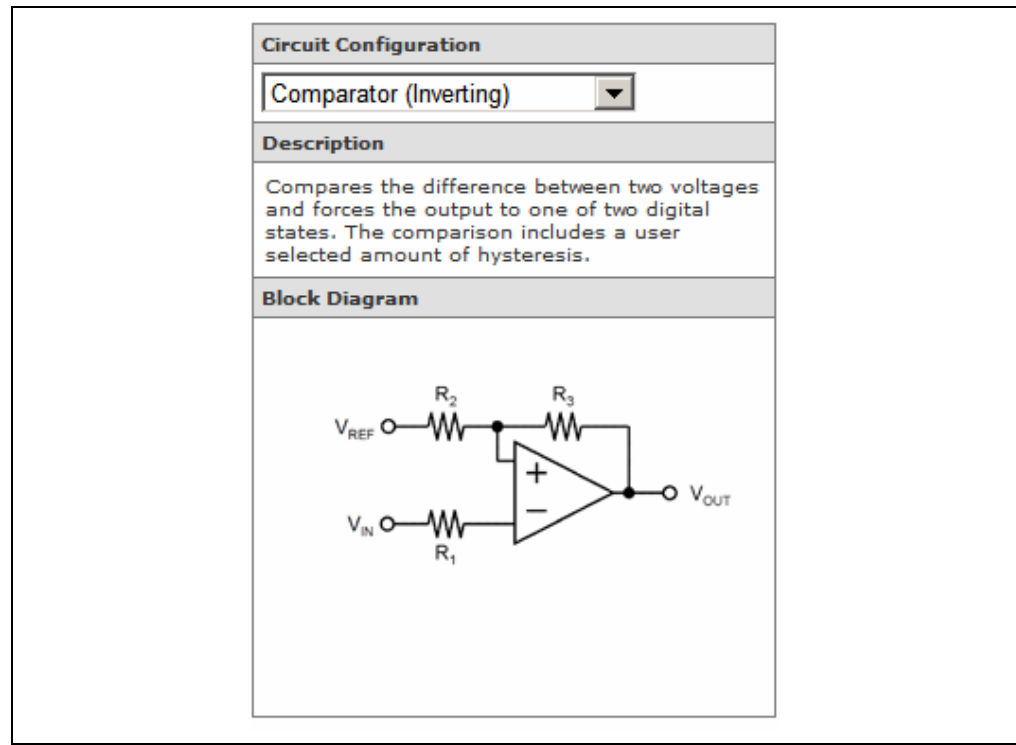 Circuit Configuration
Comparator (Inverting)
Description
Compares the difference between two voltages
and forces the output to one of two digital
states. The comparison includes a user
selected amount of hysteresis.
Block Diagram
R2
R3
VREF
+
VOUT
−
VIN
R1